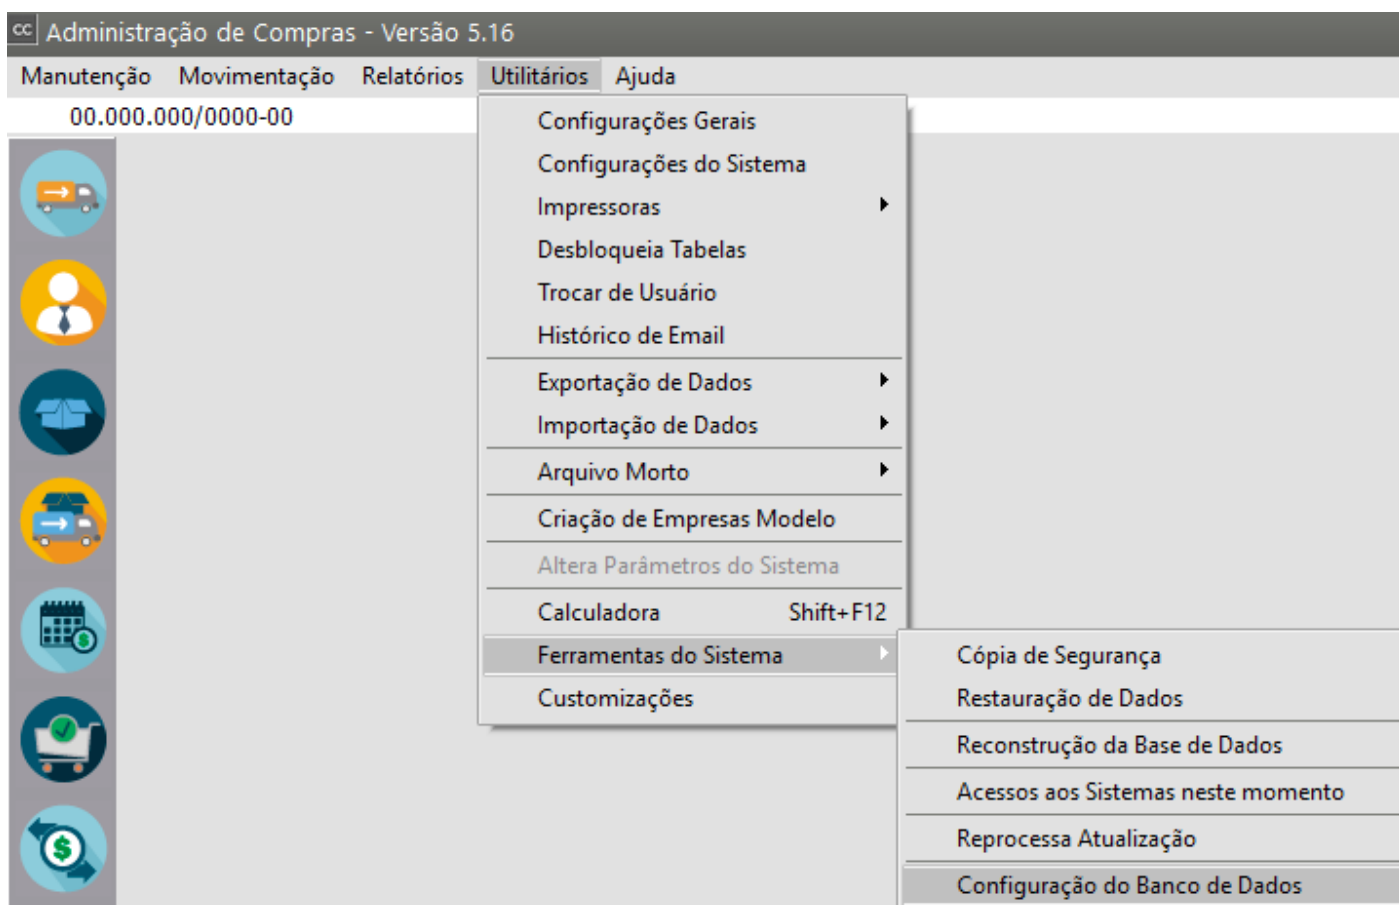 cc Administração de Compras - Versão 5.16
Manutenção Movimentação Relatórios Utilitários Ajuda
00.000.000/0000-00
Configurações Gerais
Configurações do Sistema
Impressoras
Desbloqueia Tabelas
Trocar de Usuário
Histórico de Email
Exportação de Dados
Importação de Dados
Arquivo Morto
Criação de Empresas Modelo
Altera Parâmetros do Sistema
Calculadora Shift+F12
Ferramentas do Sistema
Customizações
Cópia de Segurança
Restauração de Dados
Reconstrução da Base de Dados
Acessos aos Sistemas neste momento
Reprocessa Atualização
Configuração do Banco de Dados
$
$